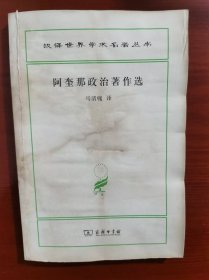 汉译世界学术名著丛书
阿奎那政治著作选
马清槐 译
商务印书馆